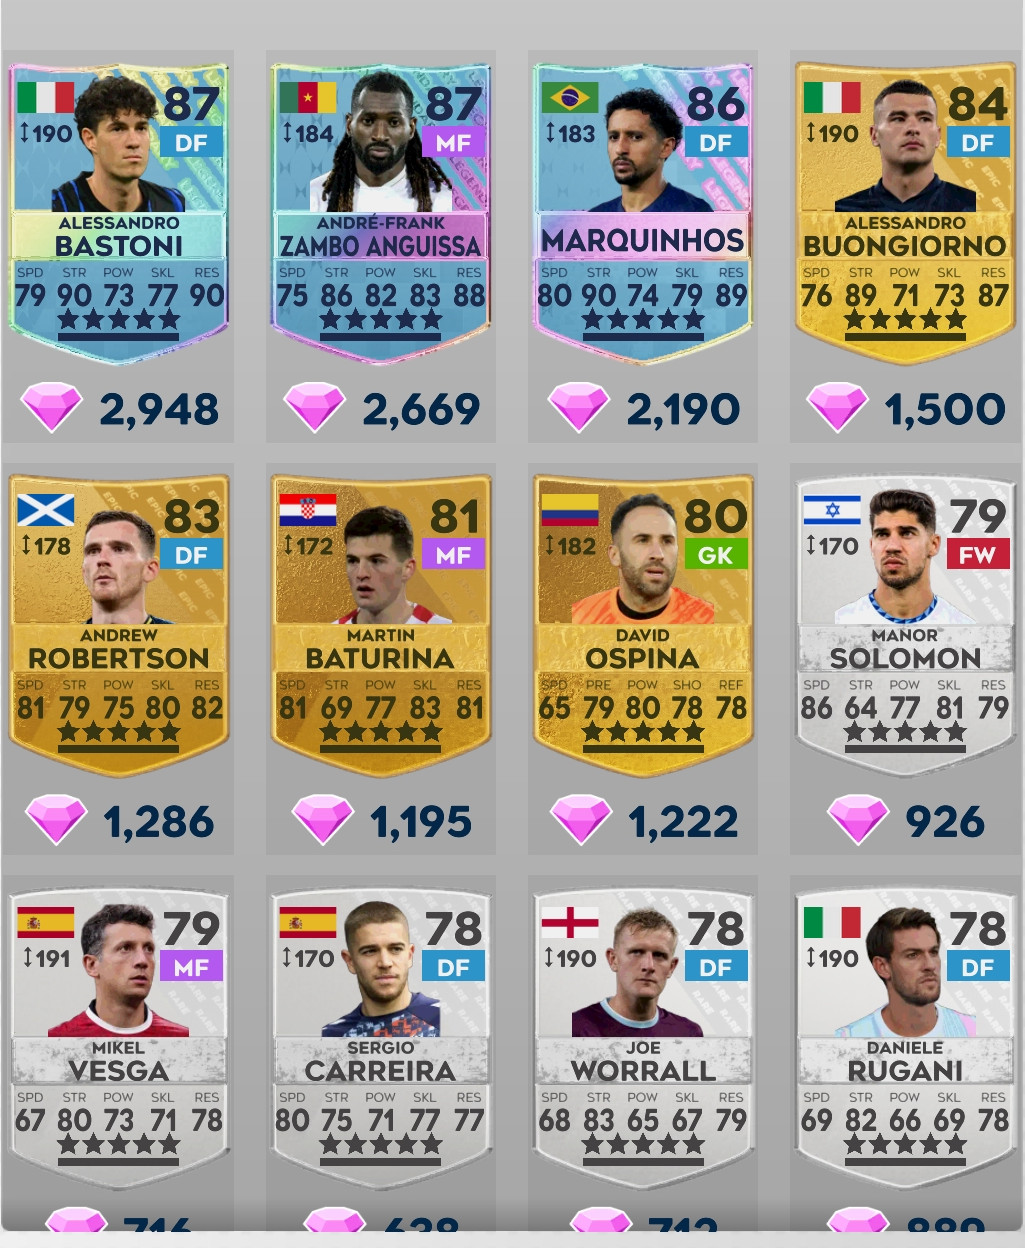 87
190
DF
ALESSANDRO
BASTONI
SPD STR POW SKL RES
79 90 73 77 90
2,948
87
184
MF
ANDRÉ-FRANK
ZAMBO ANGUISSA
SPD STR POW SKL RES
75 86 82 83 88
2,669
86
183
DF
MARQUINHOS
SPD STR POW SKL RES
80 90 74 79 89
2,190
84
190
DF
ALESSANDRO
BUONGIORNO
SPD STR POW SKL RES
76 89 71 73 87
1,500
83
178
DF
ANDREW
ROBERTSON
SPD STR POW SKL RES
81 79 75 80 82
1,286
81
172
MF
MARTIN
BATURINA
SPD STR POW SKL RES
81 69 77 83 81
1,195
80
182
GK
DAVID
OSPINA
SPD PRE POW SHO REF
65 79 80 78 78
1,222
79
170
FW
MANOR
SOLOMON
SPD STR POW SKL RES
86 64 77 81 79
926
79
191
MF
MIKEL
VESGA
SPD STR POW SKL RES
67 80 73 71 78
716
78
170
DF
SERGIO
CARREIRA
SPD STR POW SKL RES
80 75 71 77 77
78
190
DF
JOE
WORRALL
SPD STR POW SKL RES
68 83 65 67 79
78
190
DF
DANIELE
RUGANI
SPD STR POW SKL RES
69 82 66 69 78